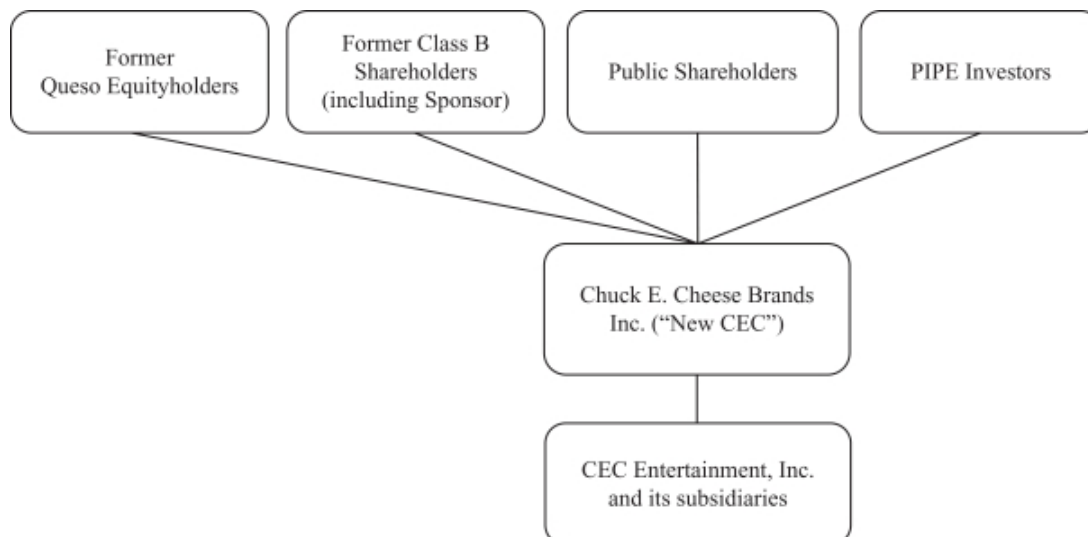 Former
Queso Equityholders
Former Class B
Shareholders
(including Sponsor)
Public Shareholders
PIPE Investors
Chuck E. Cheese Brands
Inc. (“New CEC”)
CEC Entertainment, Inc.
and its subsidiaries